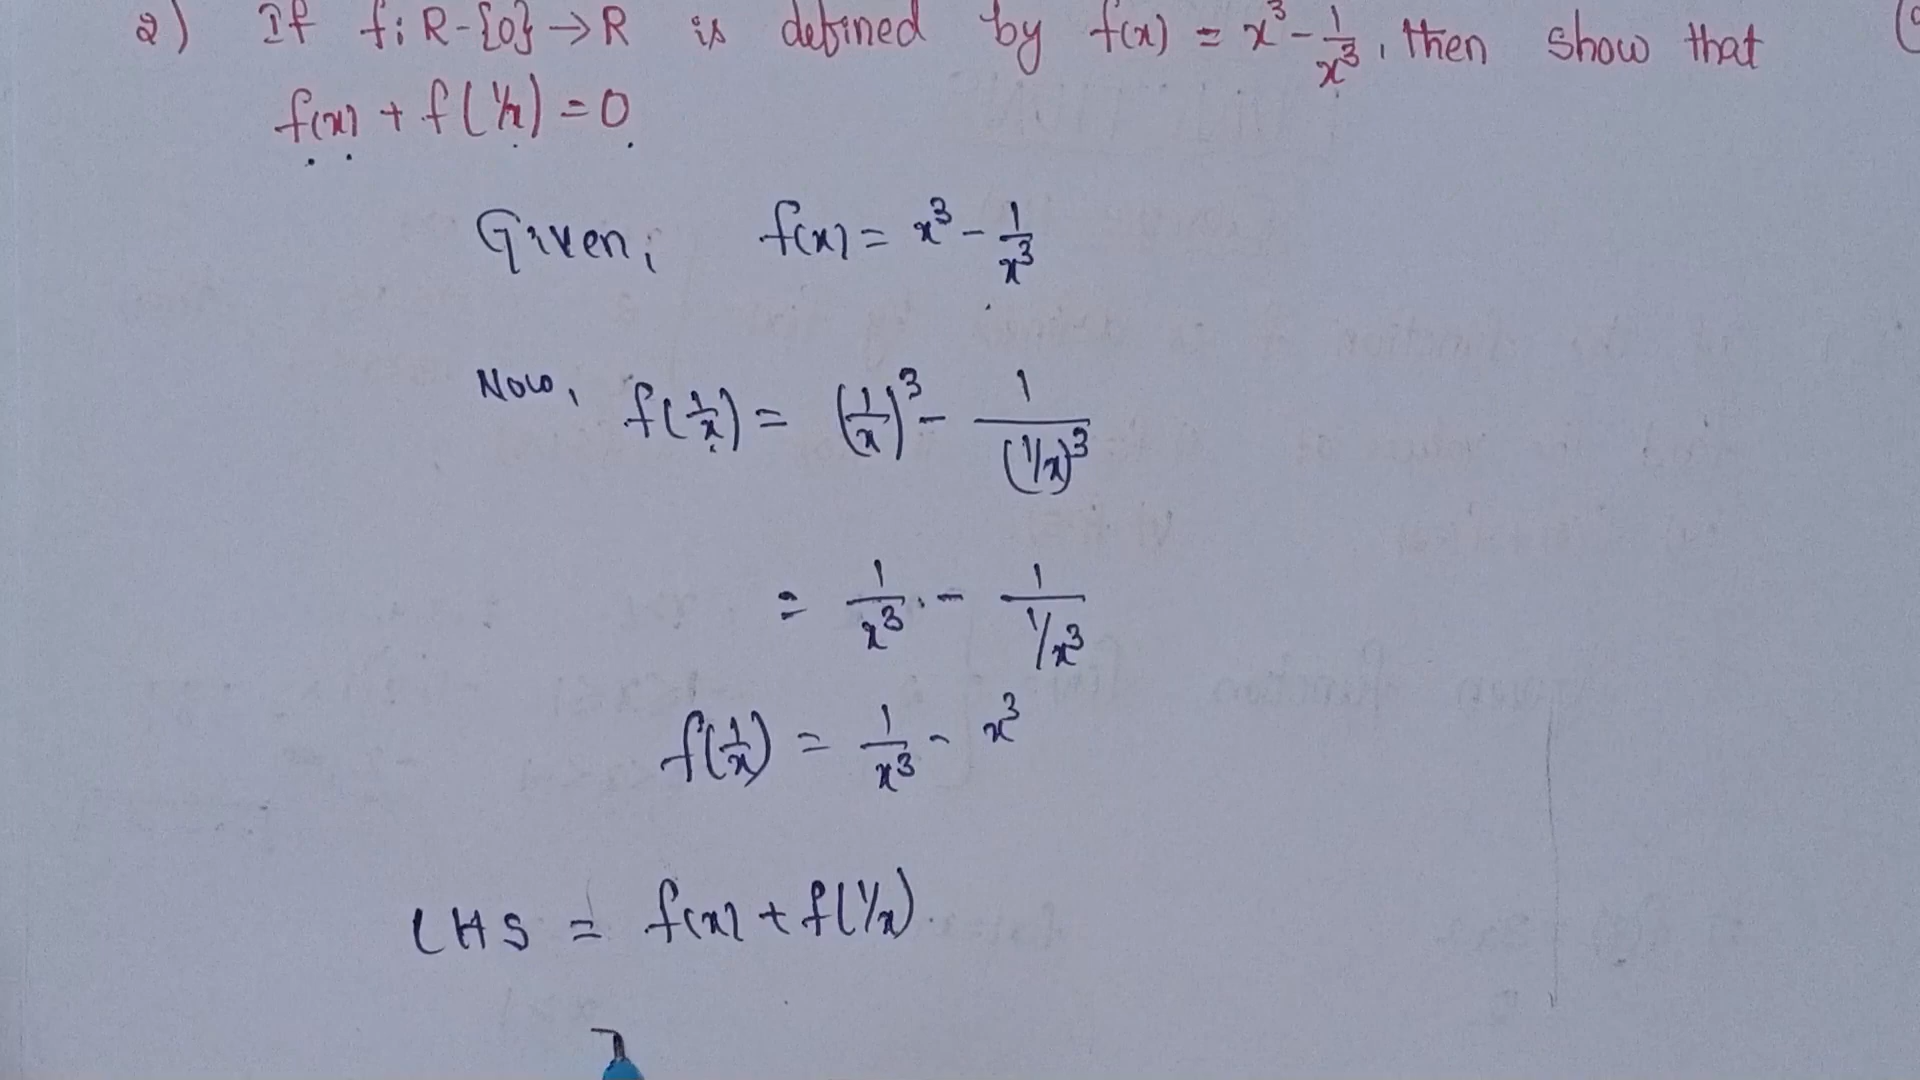 2) If f: R-{0} → R is defined by f(x) = x³ - 1/x³, then show that
f(x) + f(1/x) = 0
Given, f(x) = x³ - 1/x³
Now, f(1/x) = (1/x)³ - 1/(1/x)³
= 1/x³ - 1/(1/x³)
f(1/x) = 1/x³ - x³
LHS = f(x) + f(1/x)